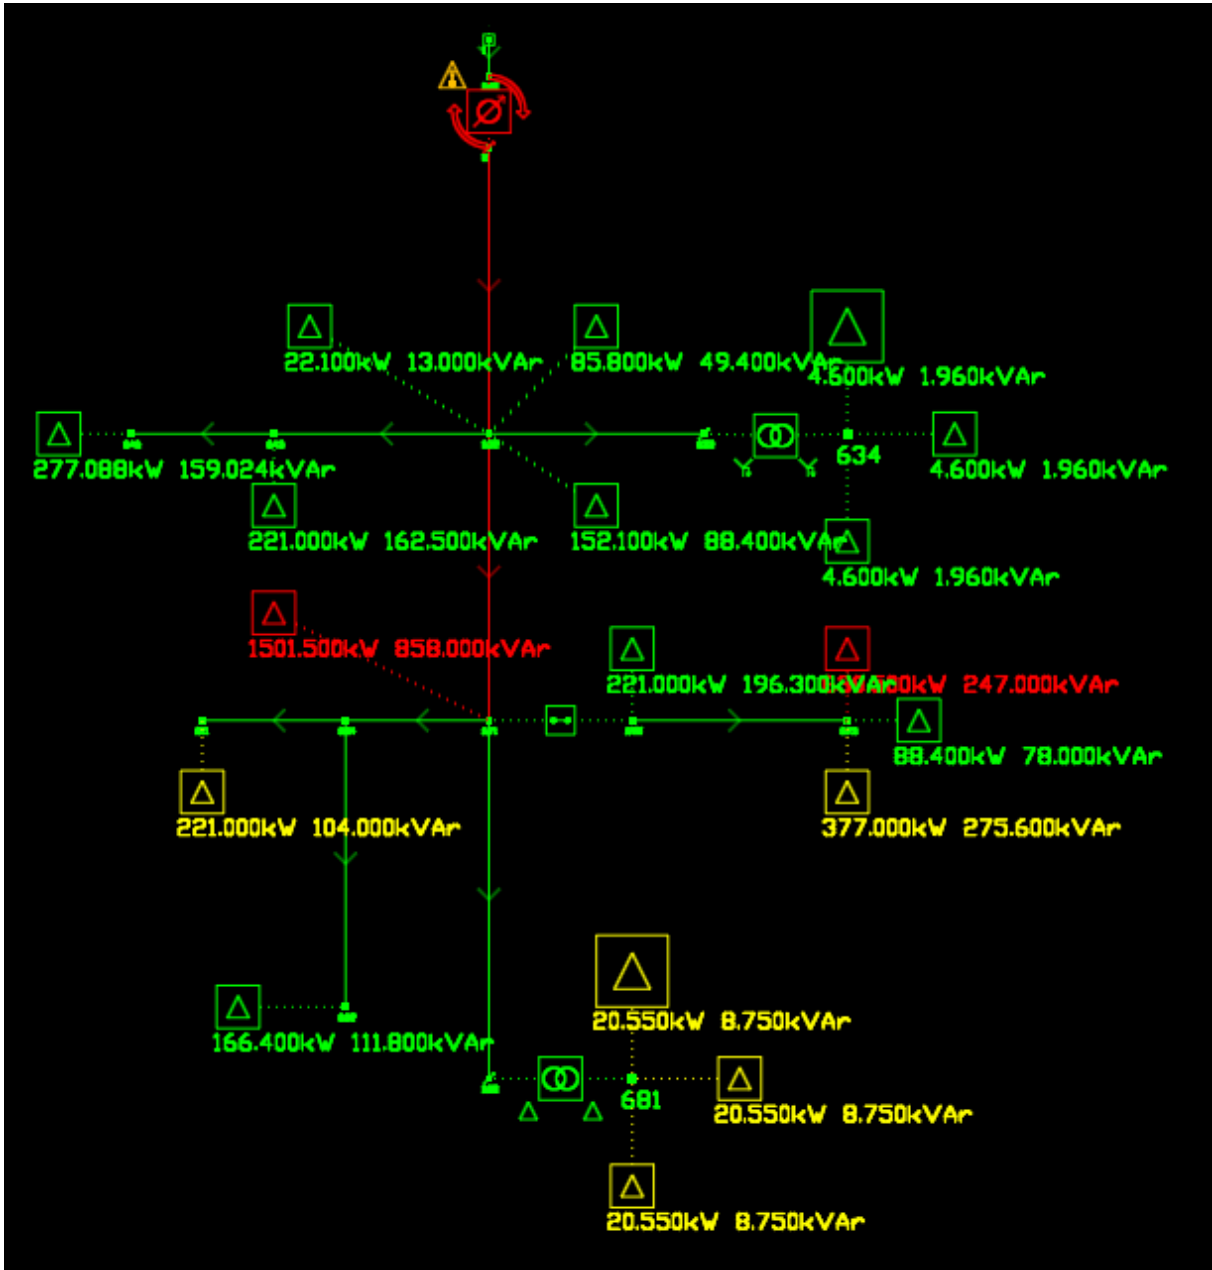 22.100kW 13.000kVAr
85.800kW 49.400kVAr
4.600kW 1.960kVAr
634
277.088kW 159.024kVAr
4.600kW 1.960kVAr
221.000kW 162.500kVAr
152.100kW 88.400kVAr
4.600kW 1.960kVAr
1501.500kW 858.000kVAr
221.000kW 196.300kVAr
247.000kVAr
88.400kW 78.000kVAr
221.000kW 104.000kVAr
377.000kW 275.600kVAr
20.550kW 8.750kVAr
166.400kW 111.800kVAr
681
20.550kW 8.750kVAr
20.550kW 8.750kVAr